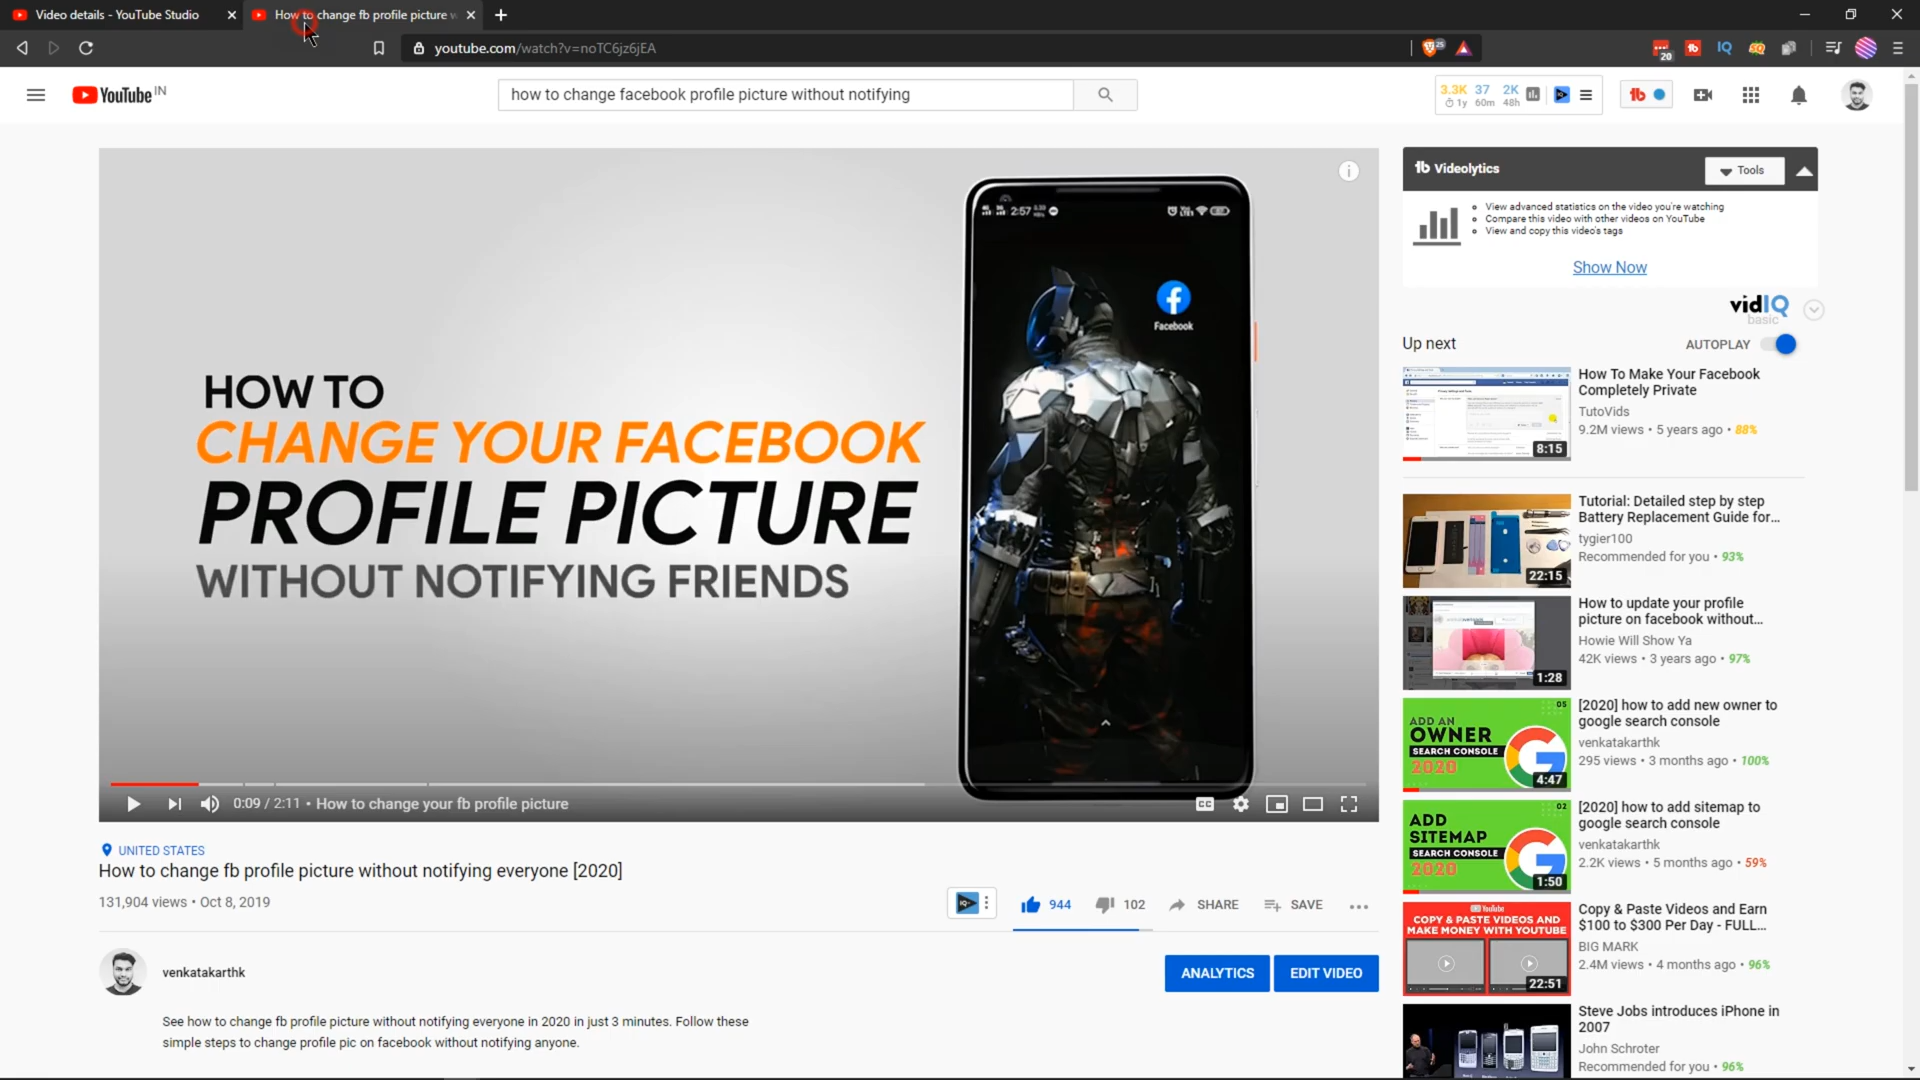 Video details - YouTube Studio
How to change fb profile picture w
youtube.com/watch?v=noTC6jz6jEA
25
20
IQ
YouTube IN
how to change facebook profile picture without notifying
3.3K 37 2K
1y 60m 48h
HOW TO
CHANGE YOUR FACEBOOK
PROFILE PICTURE
WITHOUT NOTIFYING FRIENDS
2:57
Facebook
0:09 / 2:11 • How to change your fb profile picture
UNITED STATES
How to change fb profile picture without notifying everyone [2020]
131,904 views • Oct 8, 2019
944
102
SHARE
SAVE
venkatakarthk
ANALYTICS
EDIT VIDEO
See how to change fb profile picture without notifying everyone in 2020 in just 3 minutes. Follow these
simple steps to change profile pic on facebook without notifying anyone.
Videolytics
Tools
View advanced statistics on the video you're watching
Compare this video with other videos on YouTube
View and copy this video's tags
Show Now
vidIQ
basic
Up next
AUTOPLAY
8:15
How To Make Your Facebook
Completely Private
TutoVids
9.2M views • 5 years ago • 88%
22:15
Tutorial: Detailed step by step
Battery Replacement Guide for...
tygier100
Recommended for you • 93%
1:28
How to update your profile
picture on facebook without...
Howie Will Show Ya
42K views • 3 years ago • 97%
05
ADD AN
OWNER
SEARCH CONSOLE
2020
4:47
[2020] how to add new owner to
google search console
venkatakarthk
295 views • 3 months ago • 100%
02
ADD
SITEMAP
SEARCH CONSOLE
2020
1:50
[2020] how to add sitemap to
google search console
venkatakarthk
2.2K views • 5 months ago • 59%
YouTube
COPY & PASTE VIDEOS AND
MAKE MONEY WITH YOUTUBE
22:51
Copy & Paste Videos and Earn
$100 to $300 Per Day - FULL...
BIG MARK
2.4M views • 4 months ago • 96%
Steve Jobs introduces iPhone in
2007
John Schroter
Recommended for you • 96%